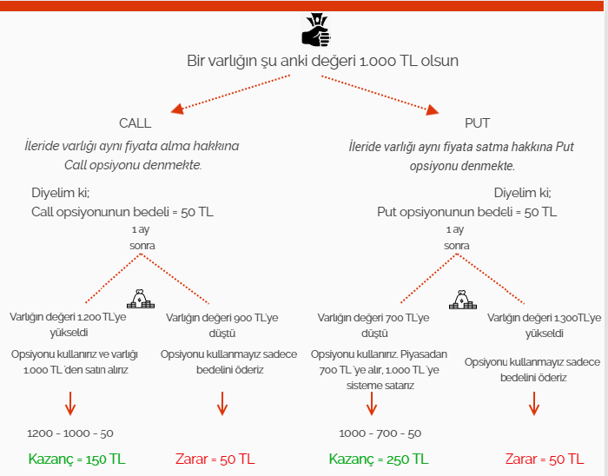 Bir varlığın şu anki değeri 1.000 TL olsun
CALL
İleride varlığı aynı fiyata alma hakkına
Call opsiyonu denmekte.
Diyelim ki;
Call opsiyonunun bedeli = 50 TL
1 ay
sonra
Varlığın değeri 1.200 TL'ye
yükseldi
Opsiyonu kullanırız ve varlığı
1.000 TL 'den satın alırız
1200 - 1000 - 50
Kazanç = 150 TL
Varlığın değeri 900 TL'ye
düştü
Opsiyonu kullanmayız sadece
bedelini öderiz
Zarar = 50 TL
PUT
İleride varlığı aynı fiyata satma hakkına Put
opsiyonu denmekte.
Diyelim ki;
Put opsiyonunun bedeli = 50 TL
1 ay
sonra
Varlığın değeri 700 TL'ye
düştü
Opsiyonu kullanırız. Piyasadan
700 TL 'ye alır, 1.000 TL 'ye
sisteme satarız
1000 - 700 - 50
Kazanç = 250 TL
Varlığın değeri 1.300TL'ye
yükseldi
Opsiyonu kullanmayız sadece
bedelini öderiz
Zarar = 50 TL